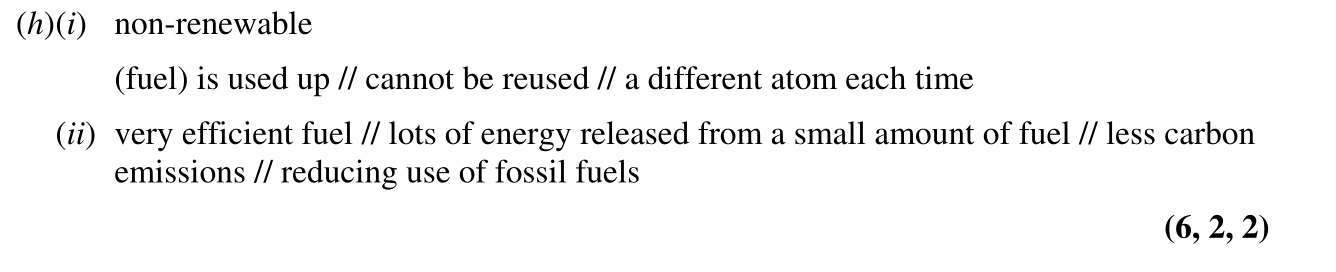 (h)(i) non-renewable
(fuel) is used up // cannot be reused // a different atom each time
(ii) very efficient fuel // lots of energy released from a small amount of fuel // less carbon
emissions // reducing use of fossil fuels
(6, 2, 2)